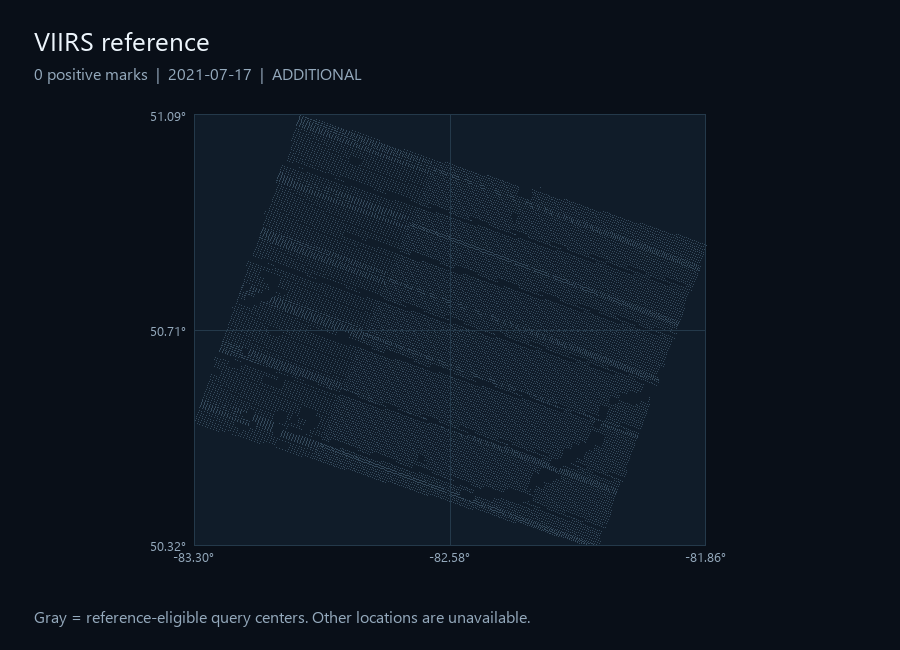 VIIRS reference
0 positive marks | 2021-07-17 | ADDITIONAL
51.09°
50.71°
50.32°
-83.30°
-82.58°
-81.86°
Gray = reference-eligible query centers. Other locations are unavailable.